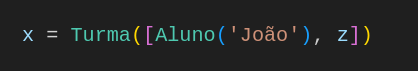 x = Turma([Aluno('João'), z])